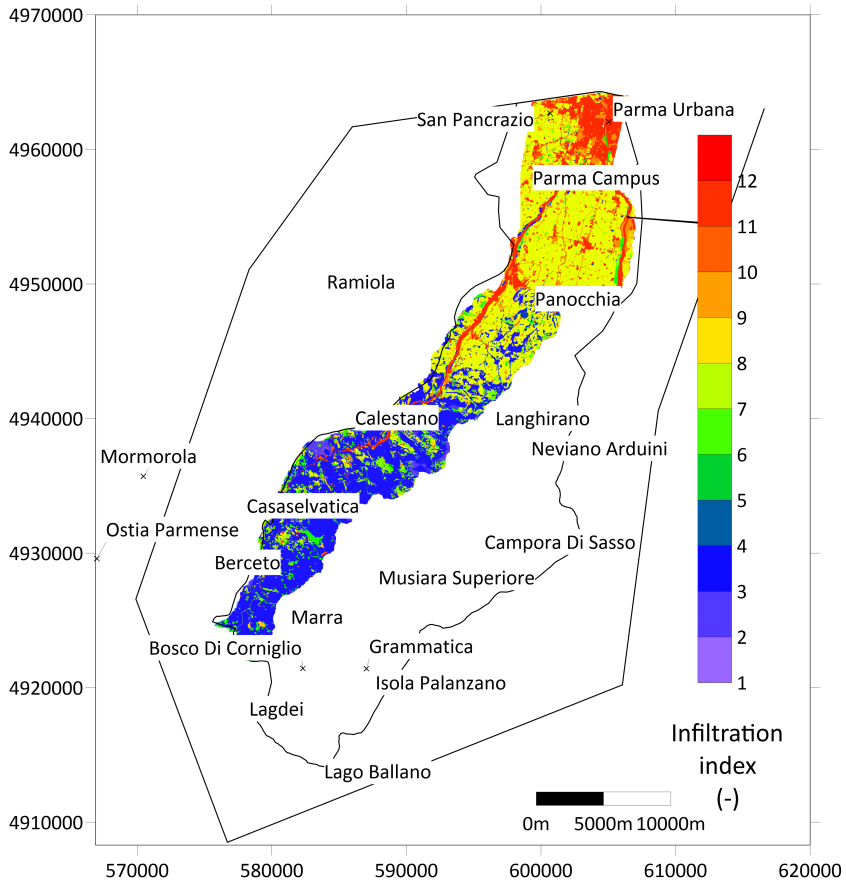 4970000
San Pancrazio
Parma Urbana
4960000
Parma Campus
12
11
4950000
Ramiola
10
Panocchia
9
8
4940000
Calestano
Langhirano
7
Neviano Arduini
Mormorola
6
Casaselvatica
5
Ostia Parmense
4930000
Campora Di Sasso
4
Berceto
Musiara Superiore
3
Marra
2
Bosco Di Corniglio
Grammatica
4920000
Isola Palanzano
1
Lagdei
Infiltration
index
(-)
Lago Ballano
4910000
0m 5000m 10000m
570000 580000 590000 600000 610000 620000